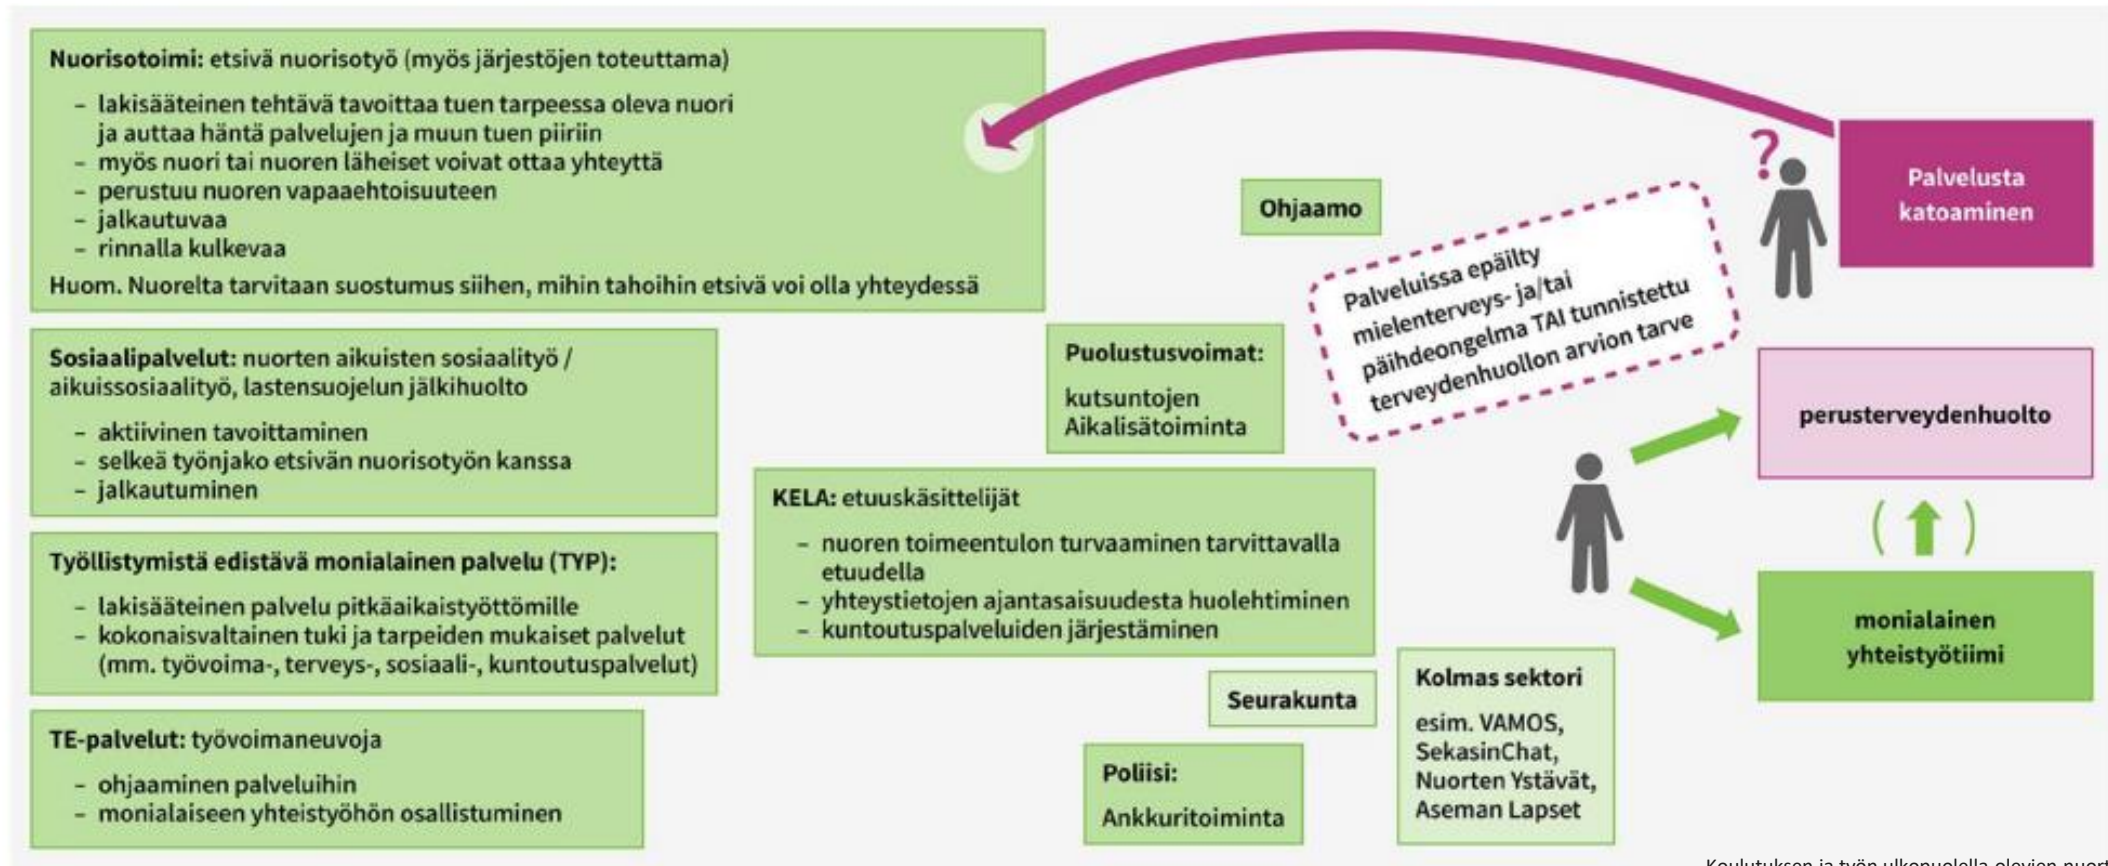 Nuorisotoimi: etsivä nuorisotyö (myös järjestöjen toteuttama)
– lakisääteinen tehtävä tavoittaa tuen tarpeessa oleva nuori
ja auttaa häntä palvelujen ja muun tuen piiriin
– myös nuori tai nuoren läheiset voivat ottaa yhteyttä
– perustuu nuoren vapaaehtoisuuteen
– jalkautuvaa
– rinnalla kulkevaa
Huom. Nuorelta tarvitaan suostumus siihen, mihin tahoihin etsivä voi olla yhteydessä
Sosiaalipalvelut: nuorten aikuisten sosiaalityö /
aikuissosiaalityö, lastensuojelun jälkihuolto
– aktiivinen tavoittaminen
– selkeä työnjako etsivän nuorisotyön kanssa
– jalkautuminen
Työllistymistä edistävä monialainen palvelu (TYP):
– lakisääteinen palvelu pitkäaikaistyöttömille
– kokonaisvaltainen tuki ja tarpeiden mukaiset palvelut
(mm. työvoima-, terveys-, sosiaali-, kuntoutuspalvelut)
TE-palvelut: työvoimaneuvoja
– ohjaaminen palveluihin
– monialaiseen yhteistyöhön osallistuminen
Ohjaamo
Puolustusvoimat:
kutsuntojen
Aikalisätoiminta
KELA: etuuskäsittelijät
– nuoren toimeentulon turvaaminen tarvittavalla
etuudella
– yhteystietojen ajantasaisuudesta huolehtiminen
– kuntoutuspalveluiden järjestäminen
Seurakunta
Poliisi:
Ankkuritoiminta
Kolmas sektori
esim. VAMOS,
SekasinChat,
Nuorten Ystävät,
Aseman Lapset
Palveluissa epäilty
mielenterveys- ja/tai
päihdeongelma TAI tunnistettu
terveydenhuollon arvion tarve
?
Palvelusta
katoaminen
perusterveydenhuolto
( )
monialainen
yhteistyötiimi